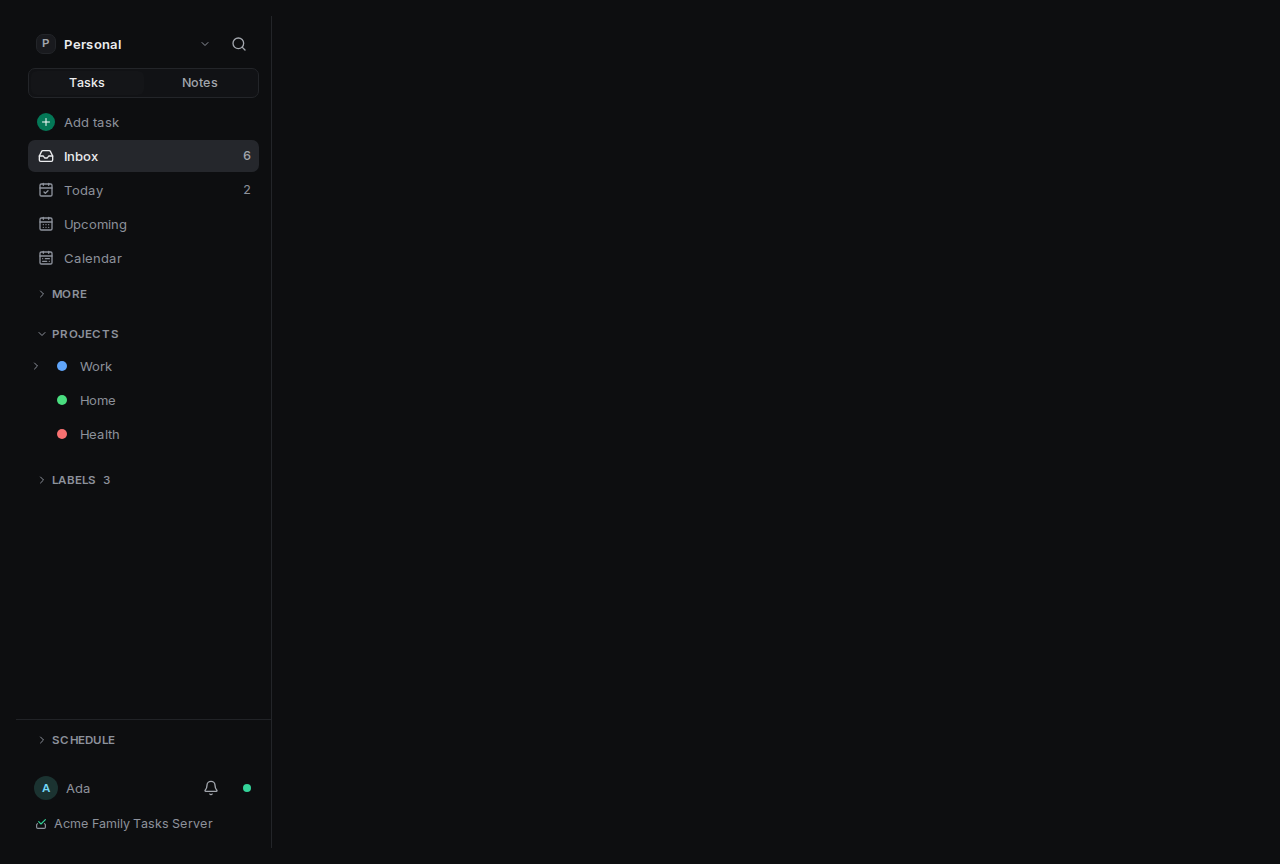 P Personal
Tasks Notes
Add task
Inbox 6
Today 2
Upcoming
Calendar
MORE
PROJECTS
Work
Home
Health
LABELS 3
SCHEDULE
A Ada
Acme Family Tasks Server